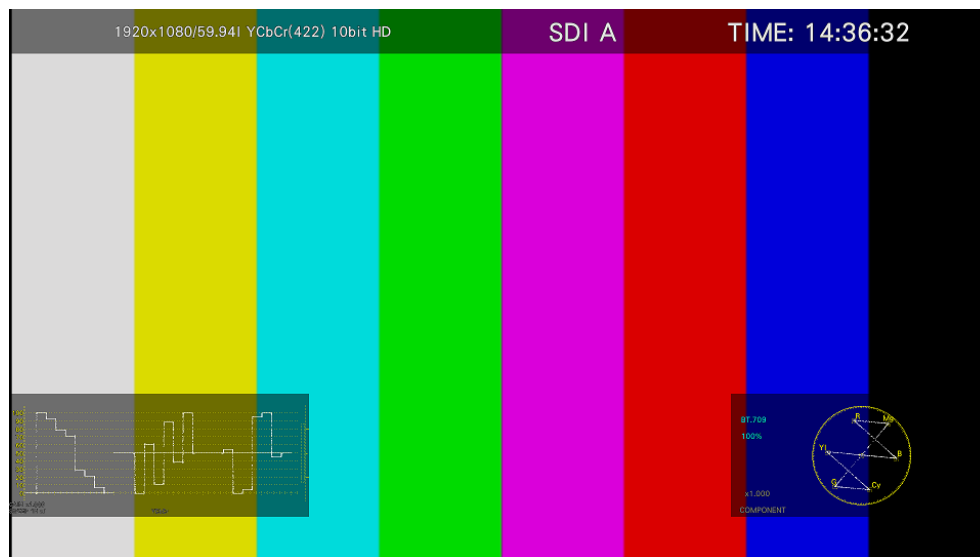 1920x1080/59.94I YCbCr(422) 10bit HD
SDI A
TIME: 14:36:32
BT.709
100%
R
Mg
Yl
B
G
Cy
x1.000
COMPONENT